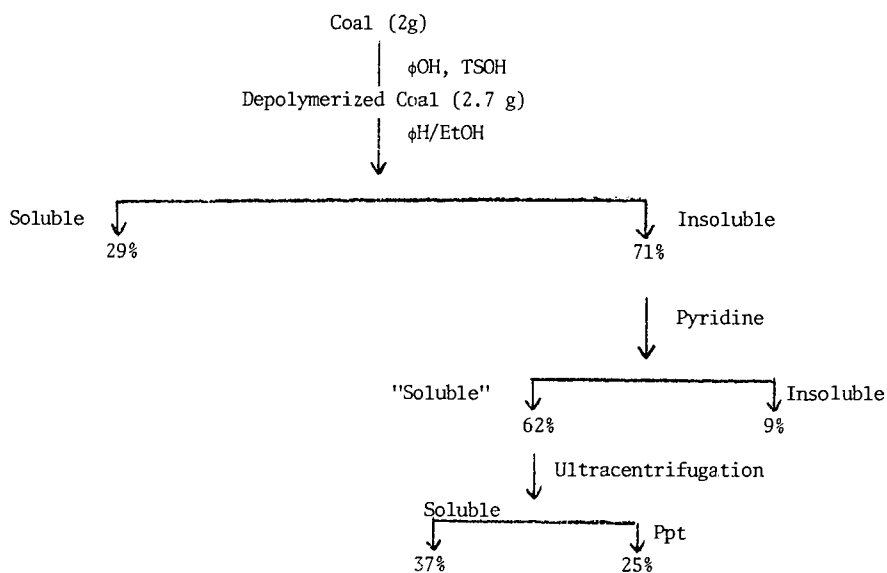 Coal (2g)
ϕOH, TSOH
Depolymerized Coal (2.7 g)
ϕH/EtOH
Soluble
Insoluble
29%
71%
Pyridine
"Soluble"
Insoluble
62%
9%
Ultracentrifugation
Soluble
Ppt
37%
25%